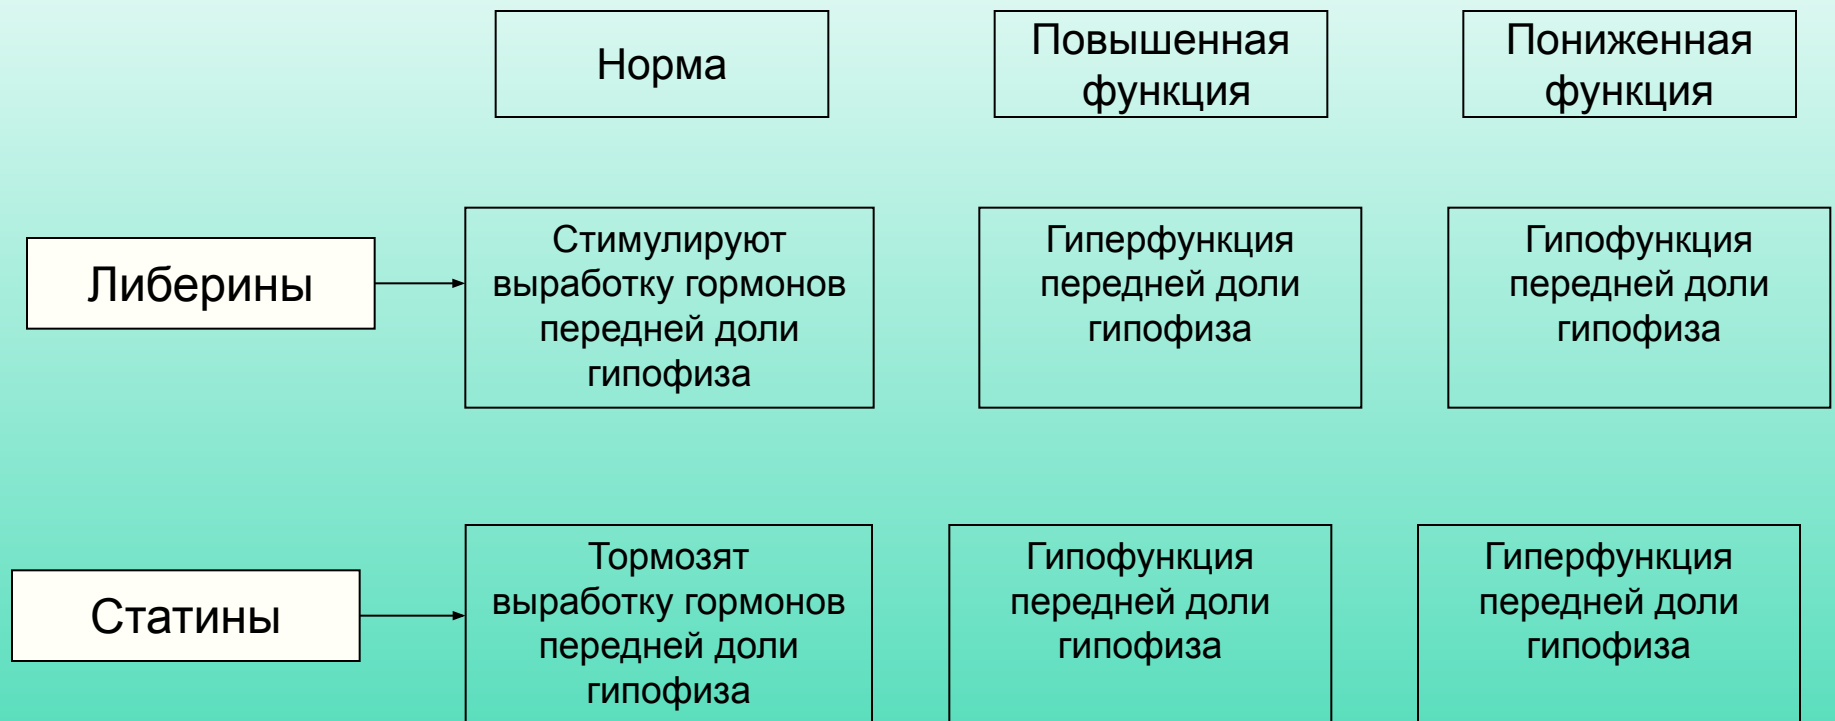 Норма
Повышенная
функция
Пониженная
функция
Либерины
Стимулируют
выработку гормонов
передней доли
гипофиза
Гиперфункция
передней доли
гипофиза
Гипофункция
передней доли
гипофиза
Статины
Тормозят
выработку гормонов
передней доли
гипофиза
Гипофункция
передней доли
гипофиза
Гиперфункция
передней доли
гипофиза